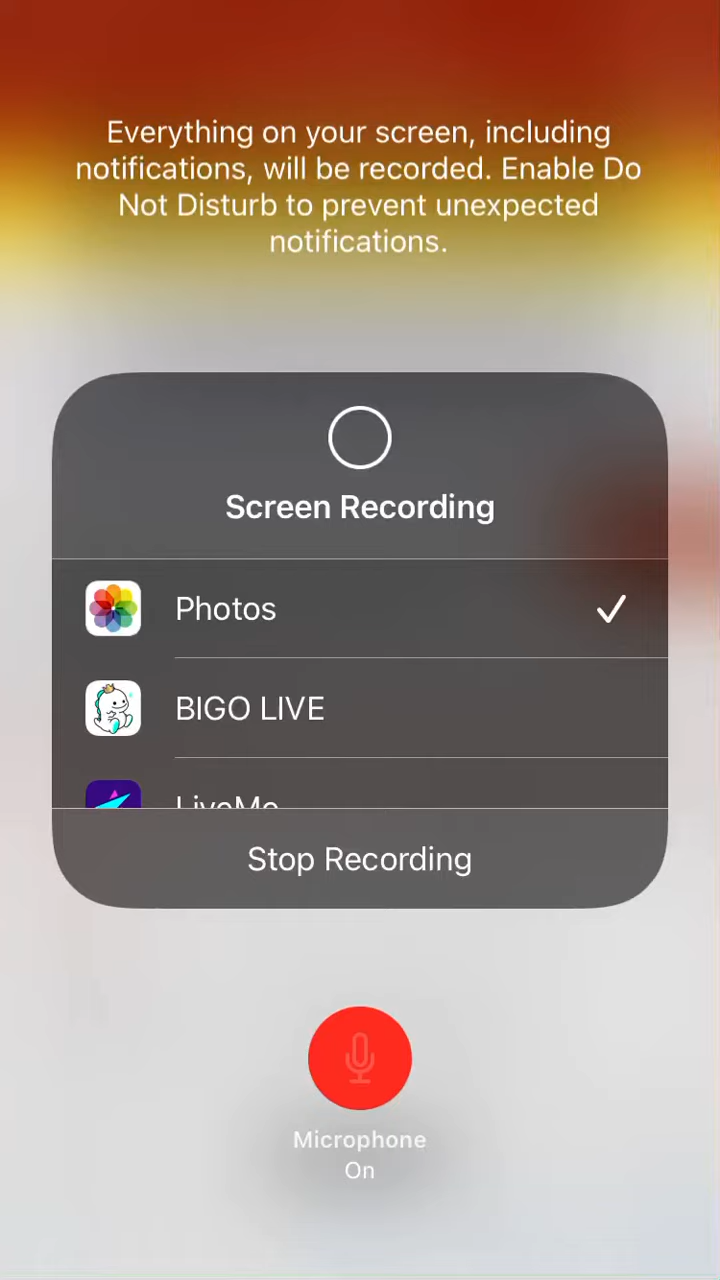 Everything on your screen, including
notifications, will be recorded. Enable Do
Not Disturb to prevent unexpected
notifications.
Screen Recording
Photos
BIGO LIVE
LiveMe
Stop Recording
Microphone
On